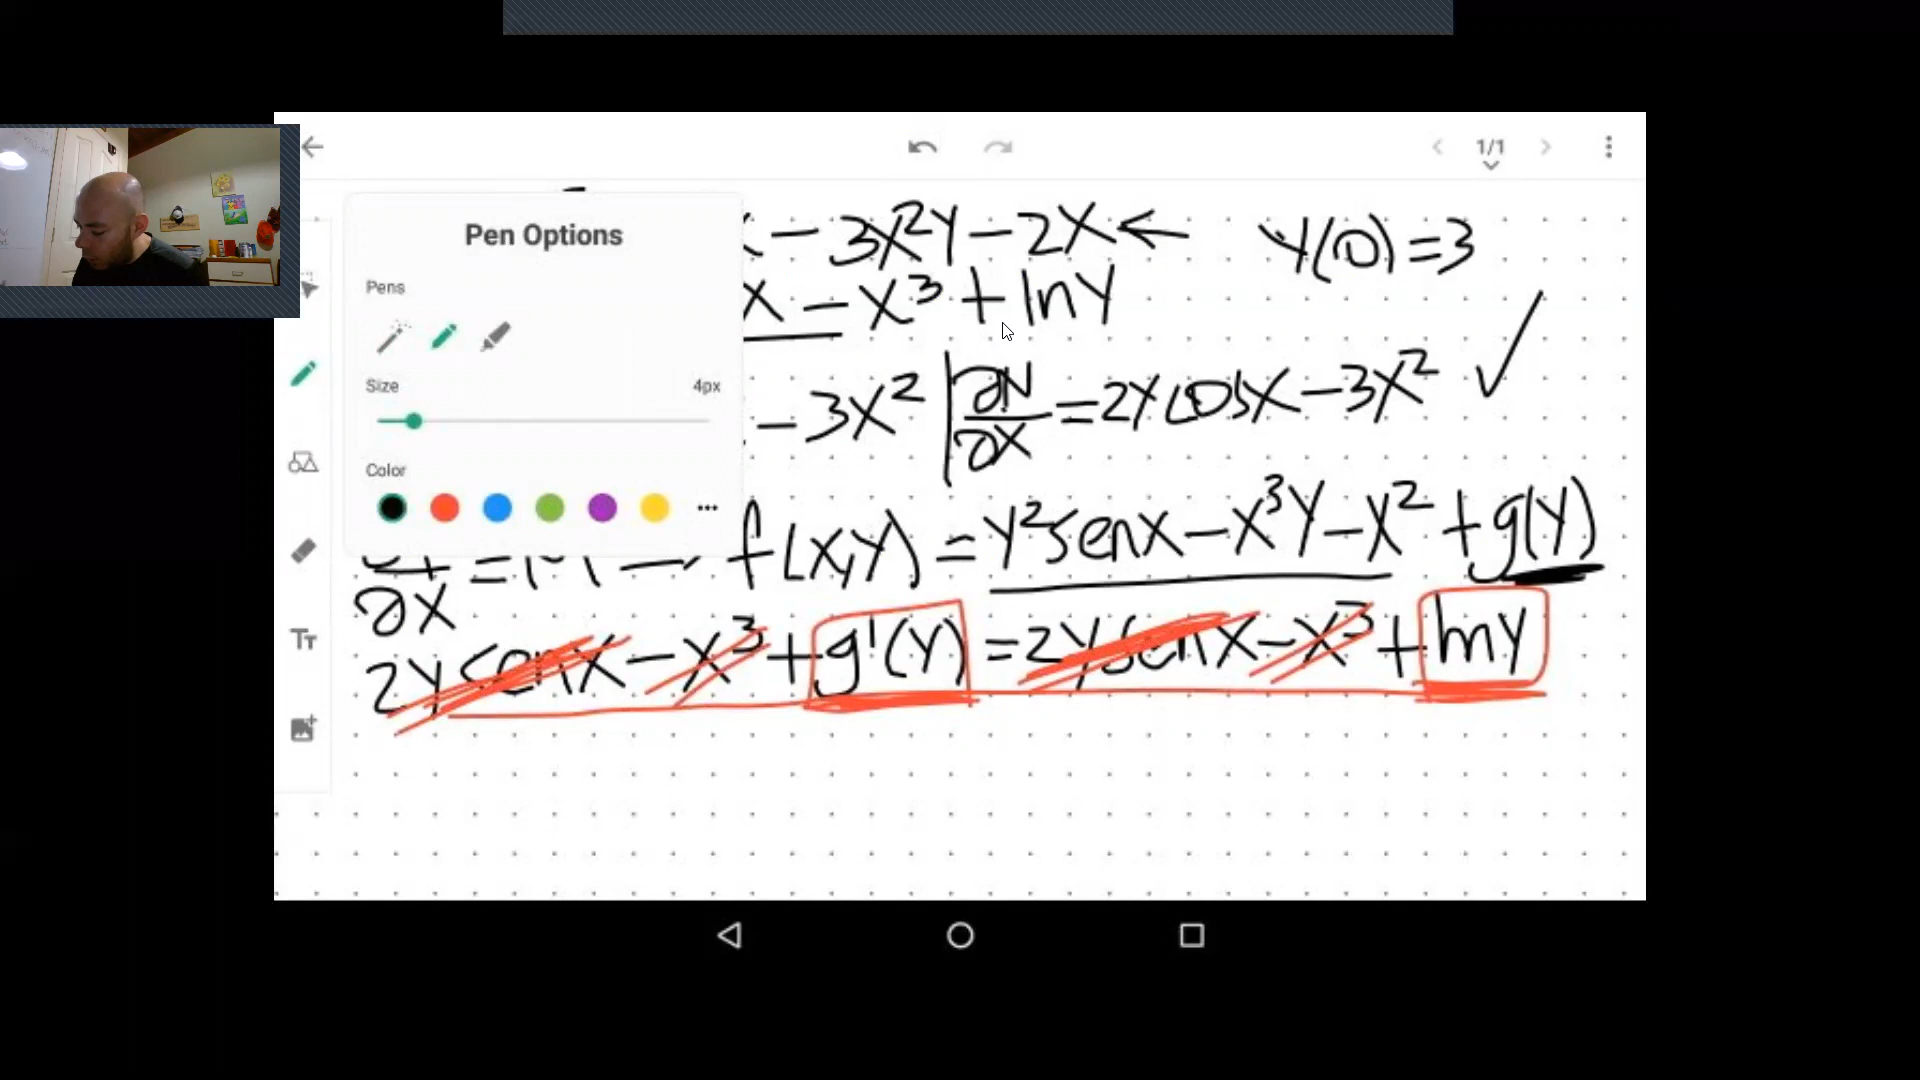 1/1
Pen Options
Pens
Size 4px
Color
- 3x²y - 2x ← y(0) = 3
x - x³ + lny
- 3x² | ∂N/∂x = 2y cosx - 3x² ✓
∂x = M → f(x,y) = y²senx - x³y - x² + g(y)
2y senx - x³ + g'(y) = 2y senx - x³ + lny
Tт